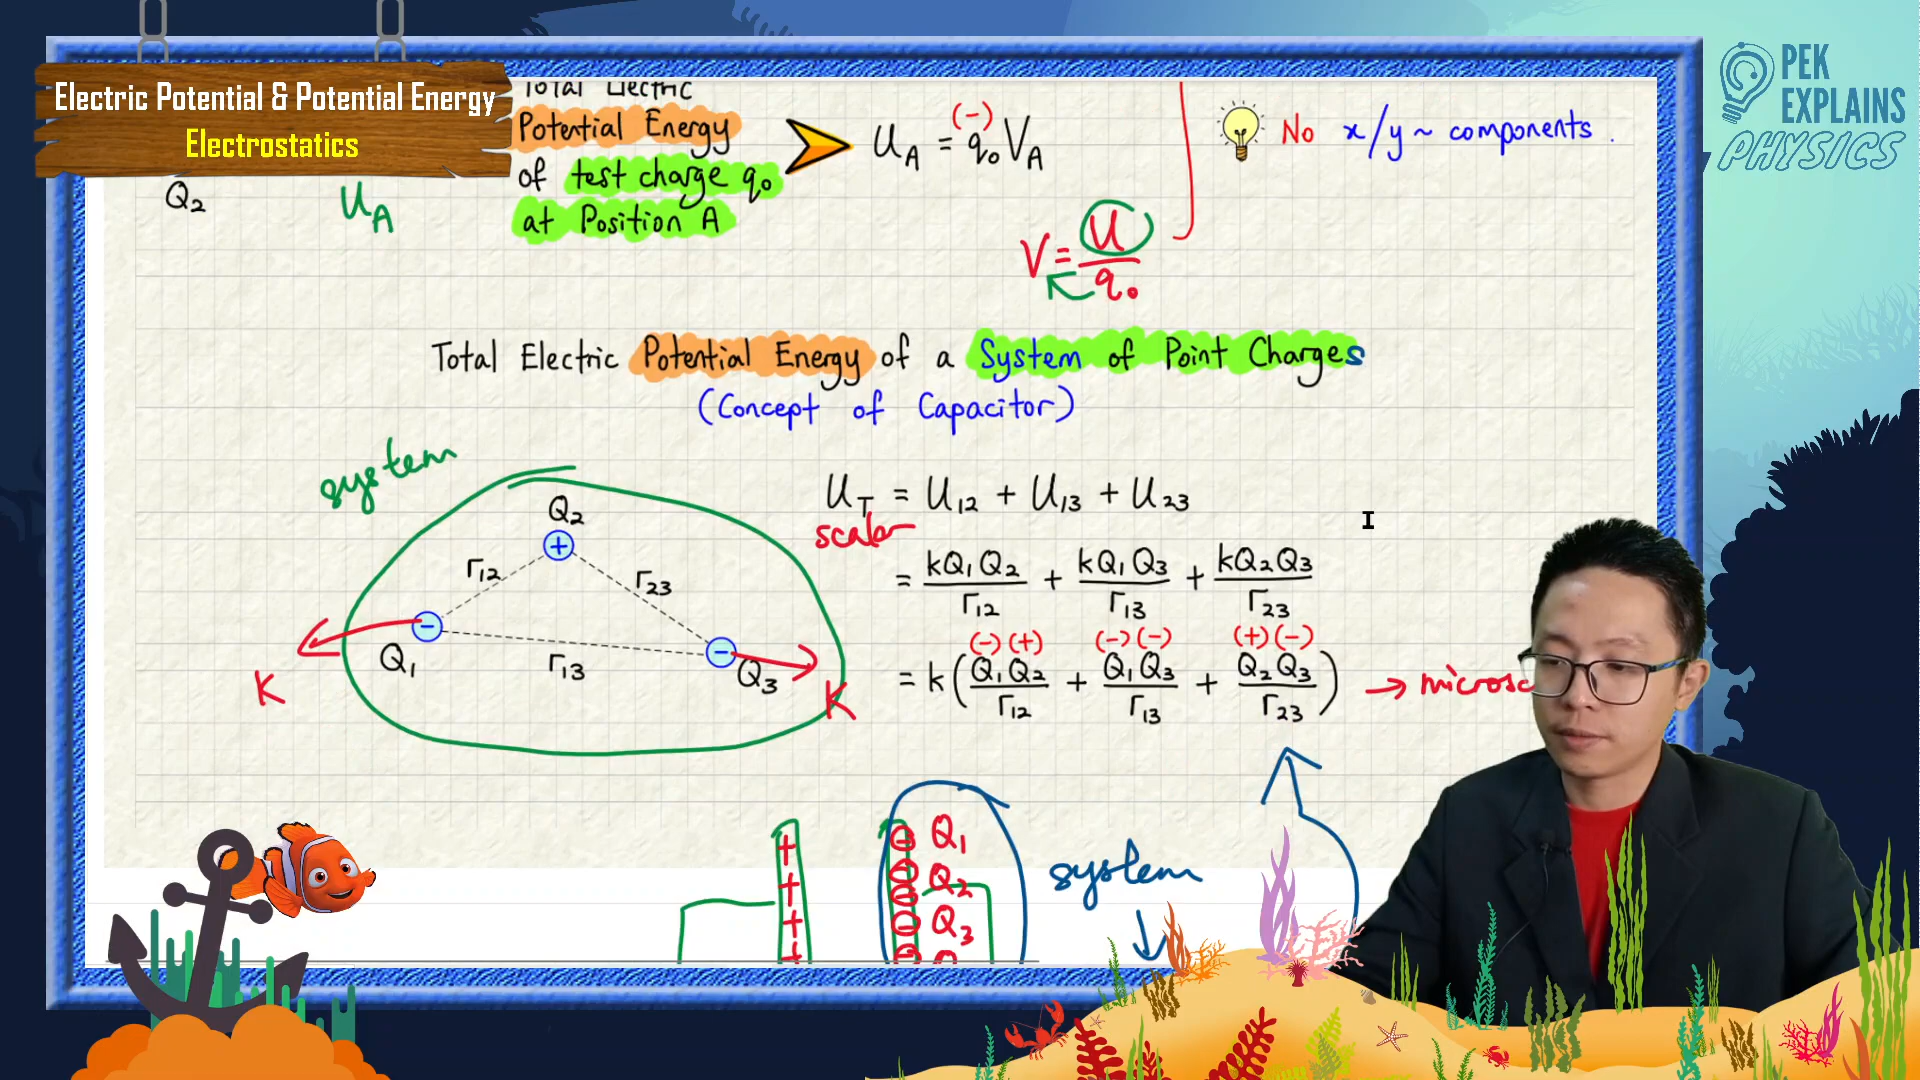 Electric Potential & Potential Energy
Electrostatics
PEK
EXPLAINS
PHYSICS
Total Electric
Potential Energy
of test charge q₀
at Position A
(-)
U_A = q₀V_A
No x/y ~ components.
Q₂
U_A
V = U/q₀
Total Electric Potential Energy of a System of Point Charges
(Concept of Capacitor)
system
Q₂
r₁₂
r₂₃
Q₁
r₁₃
Q₃
K
K
U_T = U₁₂ + U₁₃ + U₂₃
scalar
= kQ₁Q₂/r₁₂ + kQ₁Q₃/r₁₃ + kQ₂Q₃/r₂₃
(-)(+) (-)(-) (+)(-)
= k(Q₁Q₂/r₁₂ + Q₁Q₃/r₁₃ + Q₂Q₃/r₂₃) → microsc
Q₁
Q₂
Q₃
system